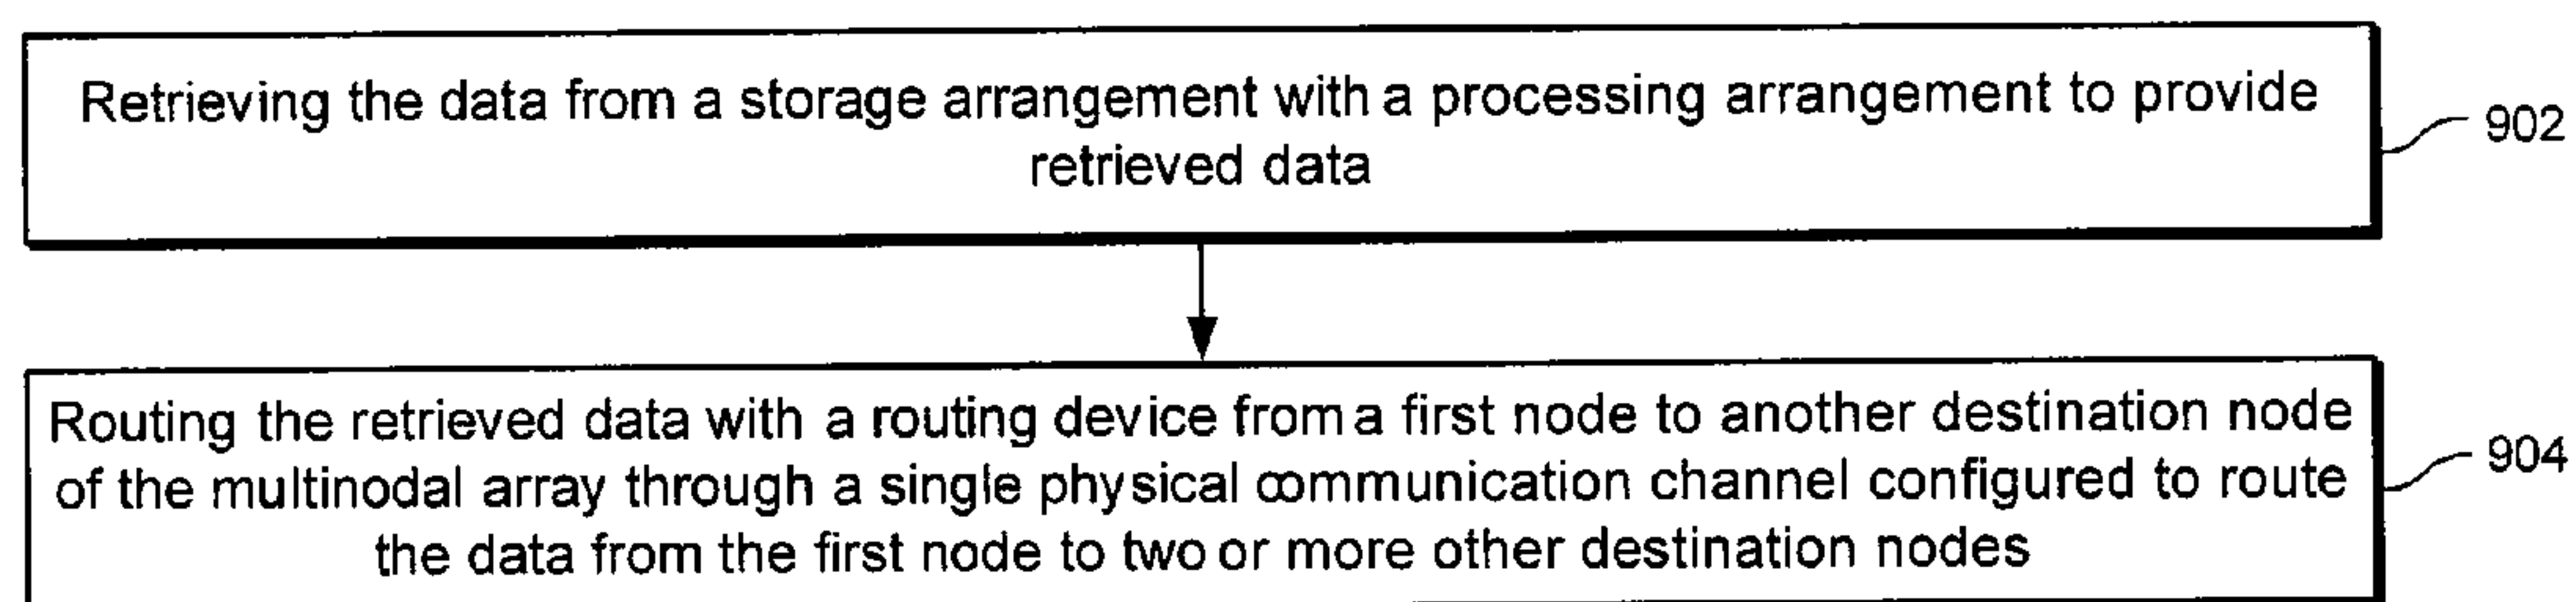 Retrieving the data from a storage arrangement with a processing arrangement to provide
retrieved data
902
Routing the retrieved data with a routing device from a first node to another destination node
of the multinodal array through a single physical communication channel configured to route
the data from the first node to two or more other destination nodes
904